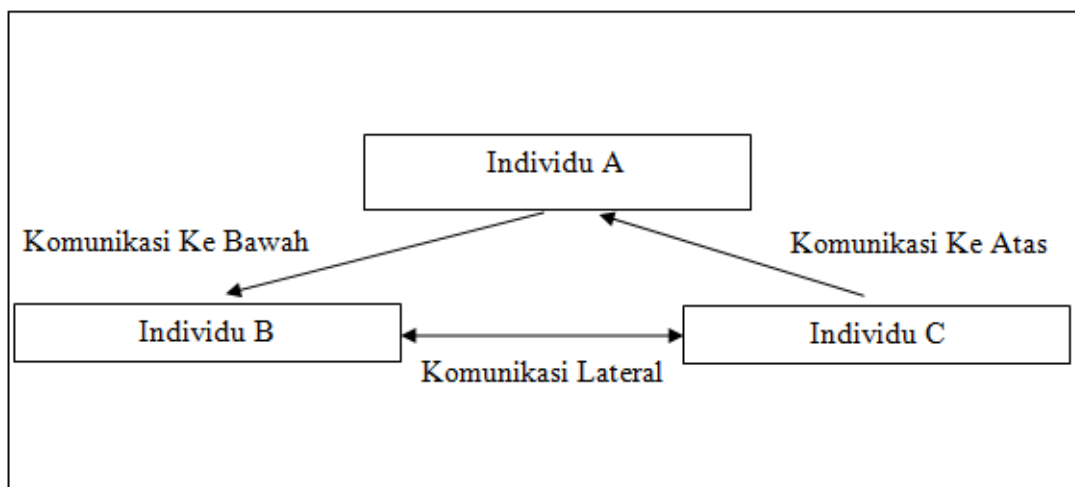 Individu A
Komunikasi Ke Bawah
Komunikasi Ke Atas
Individu B
Individu C
Komunikasi Lateral